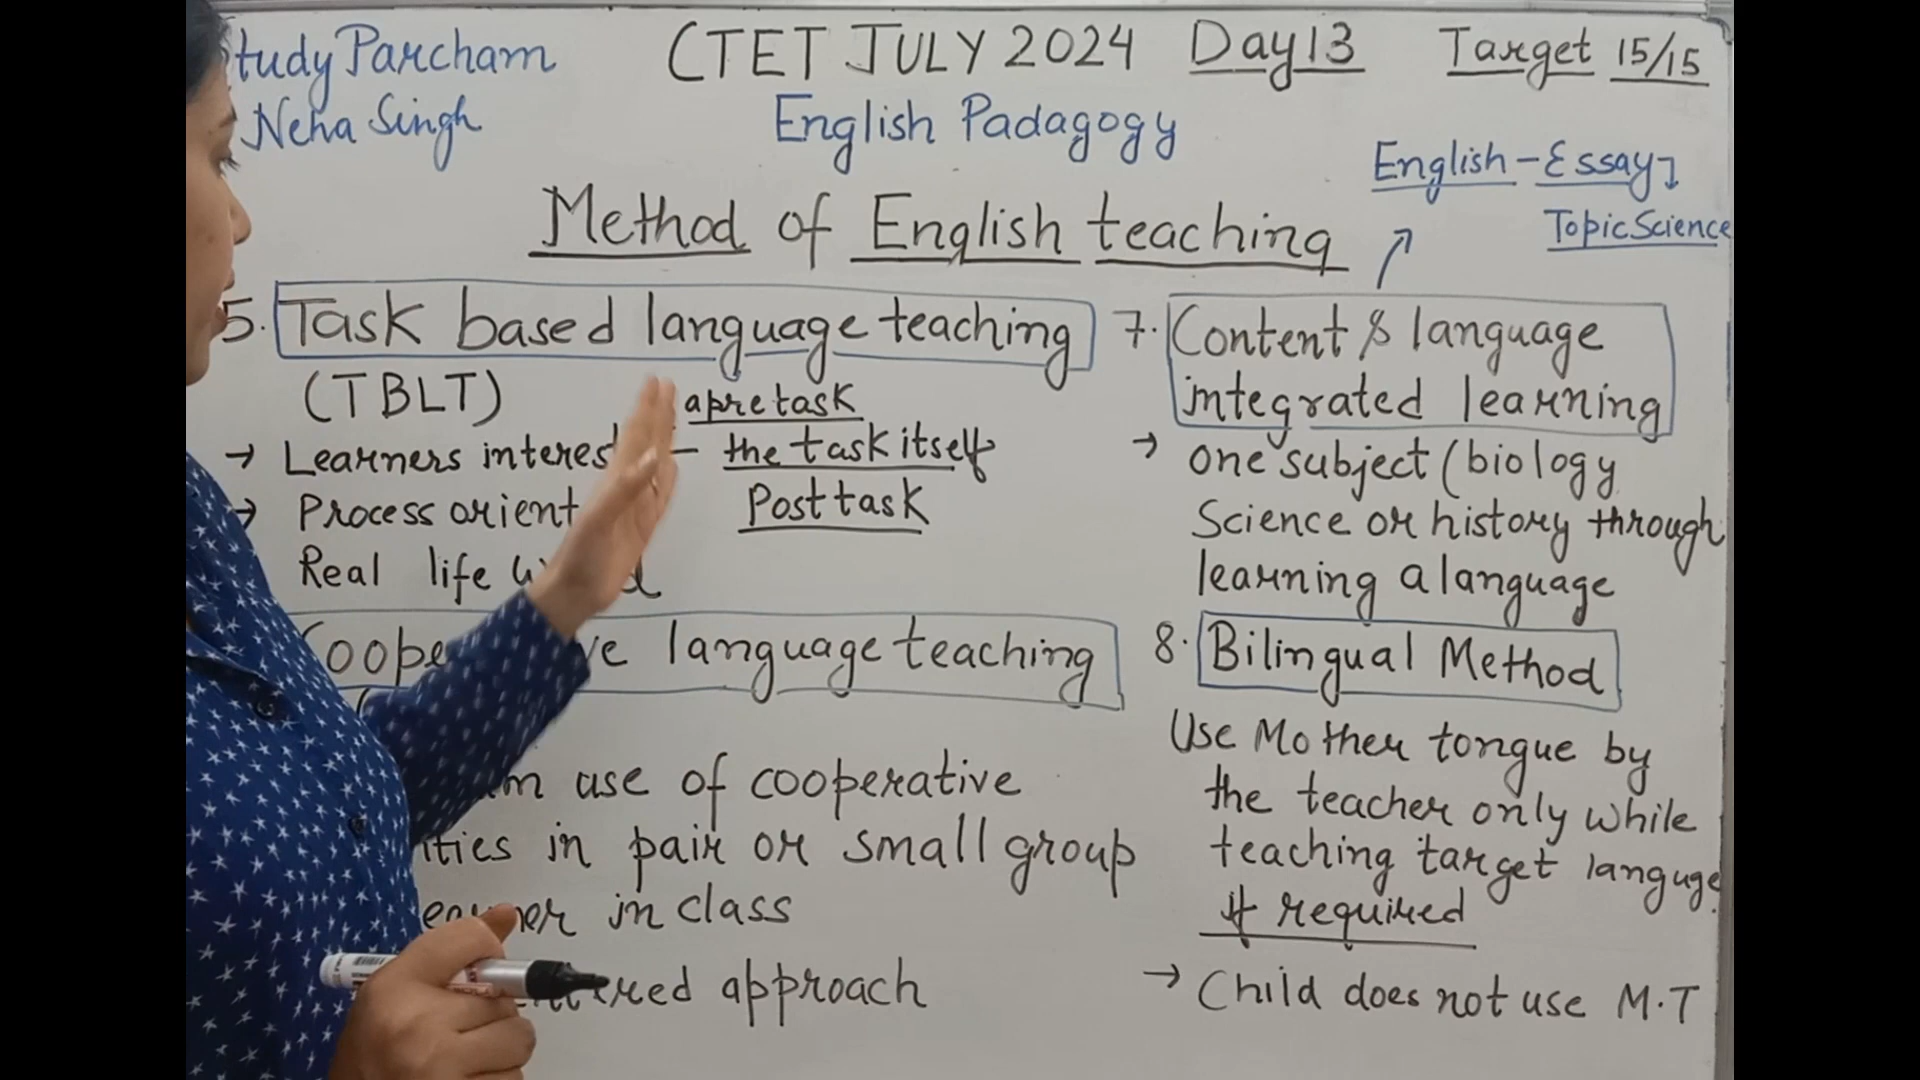 tudy Parcham
Neha Singh
CTET JULY 2024 Day 13 Target 15/15
English Padagogy
English - Essay
Topic Science
Method of English teaching
5. Task based language teaching
(TBLT)
a pre task
→ Learners interes - the task itself
→ Process orient Post task
Real life
language teaching
use of cooperative
in pair or small group
in class
approach
7. Content & language
integrated learning
→ one subject (biology
Science or history through
learning a language
8. Bilingual Method
Use Mother tongue by
the teacher only while
teaching target languge.
if required
→ Child does not use M.T